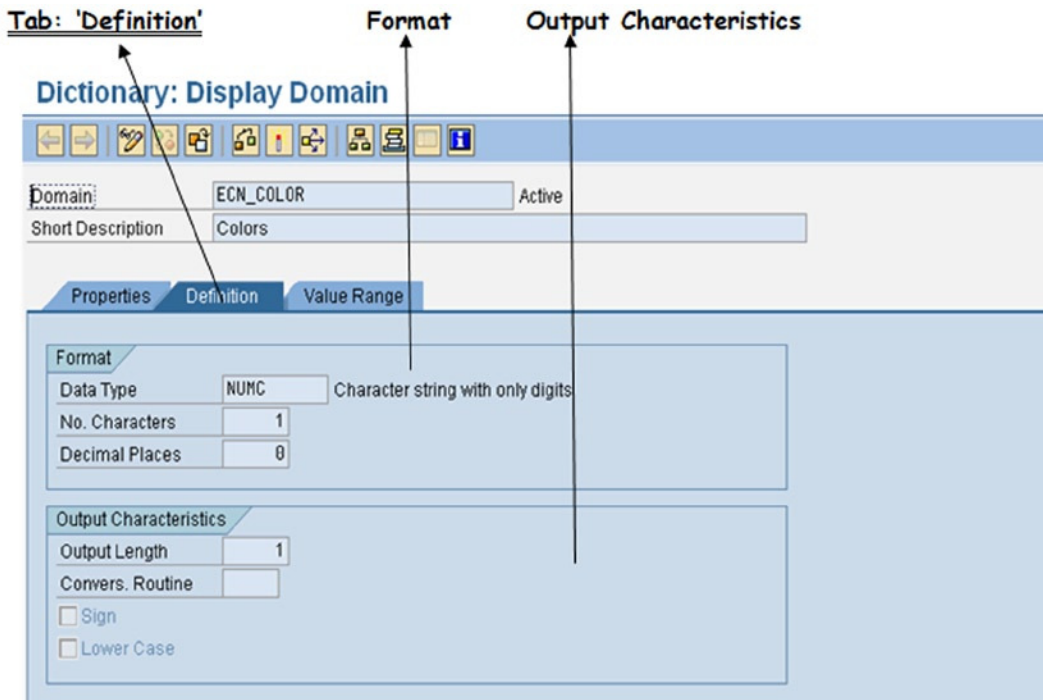 Tab: 'Definition' Format Output Characteristics
Dictionary: Display Domain
Domain ECN_COLOR Active
Short Description Colors
Properties Definition Value Range
Format
Data Type NUMC Character string with only digits
No. Characters 1
Decimal Places 0
Output Characteristics
Output Length 1
Convers. Routine
Sign
Lower Case